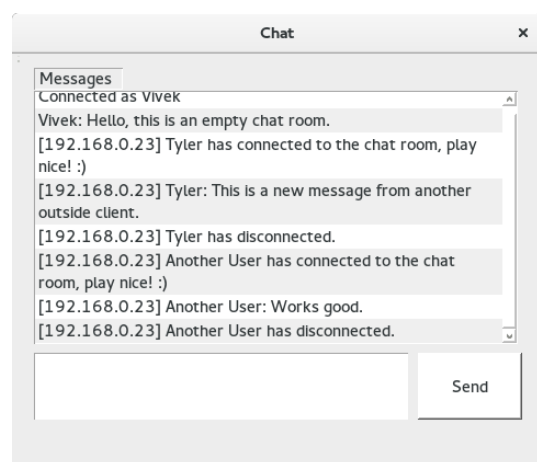 Chat
Messages
Connected as Vivek
Vivek: Hello, this is an empty chat room.
[192.168.0.23] Tyler has connected to the chat room, play
nice! :)
[192.168.0.23] Tyler: This is a new message from another
outside client.
[192.168.0.23] Tyler has disconnected.
[192.168.0.23] Another User has connected to the chat
room, play nice! :)
[192.168.0.23] Another User: Works good.
[192.168.0.23] Another User has disconnected.
Send